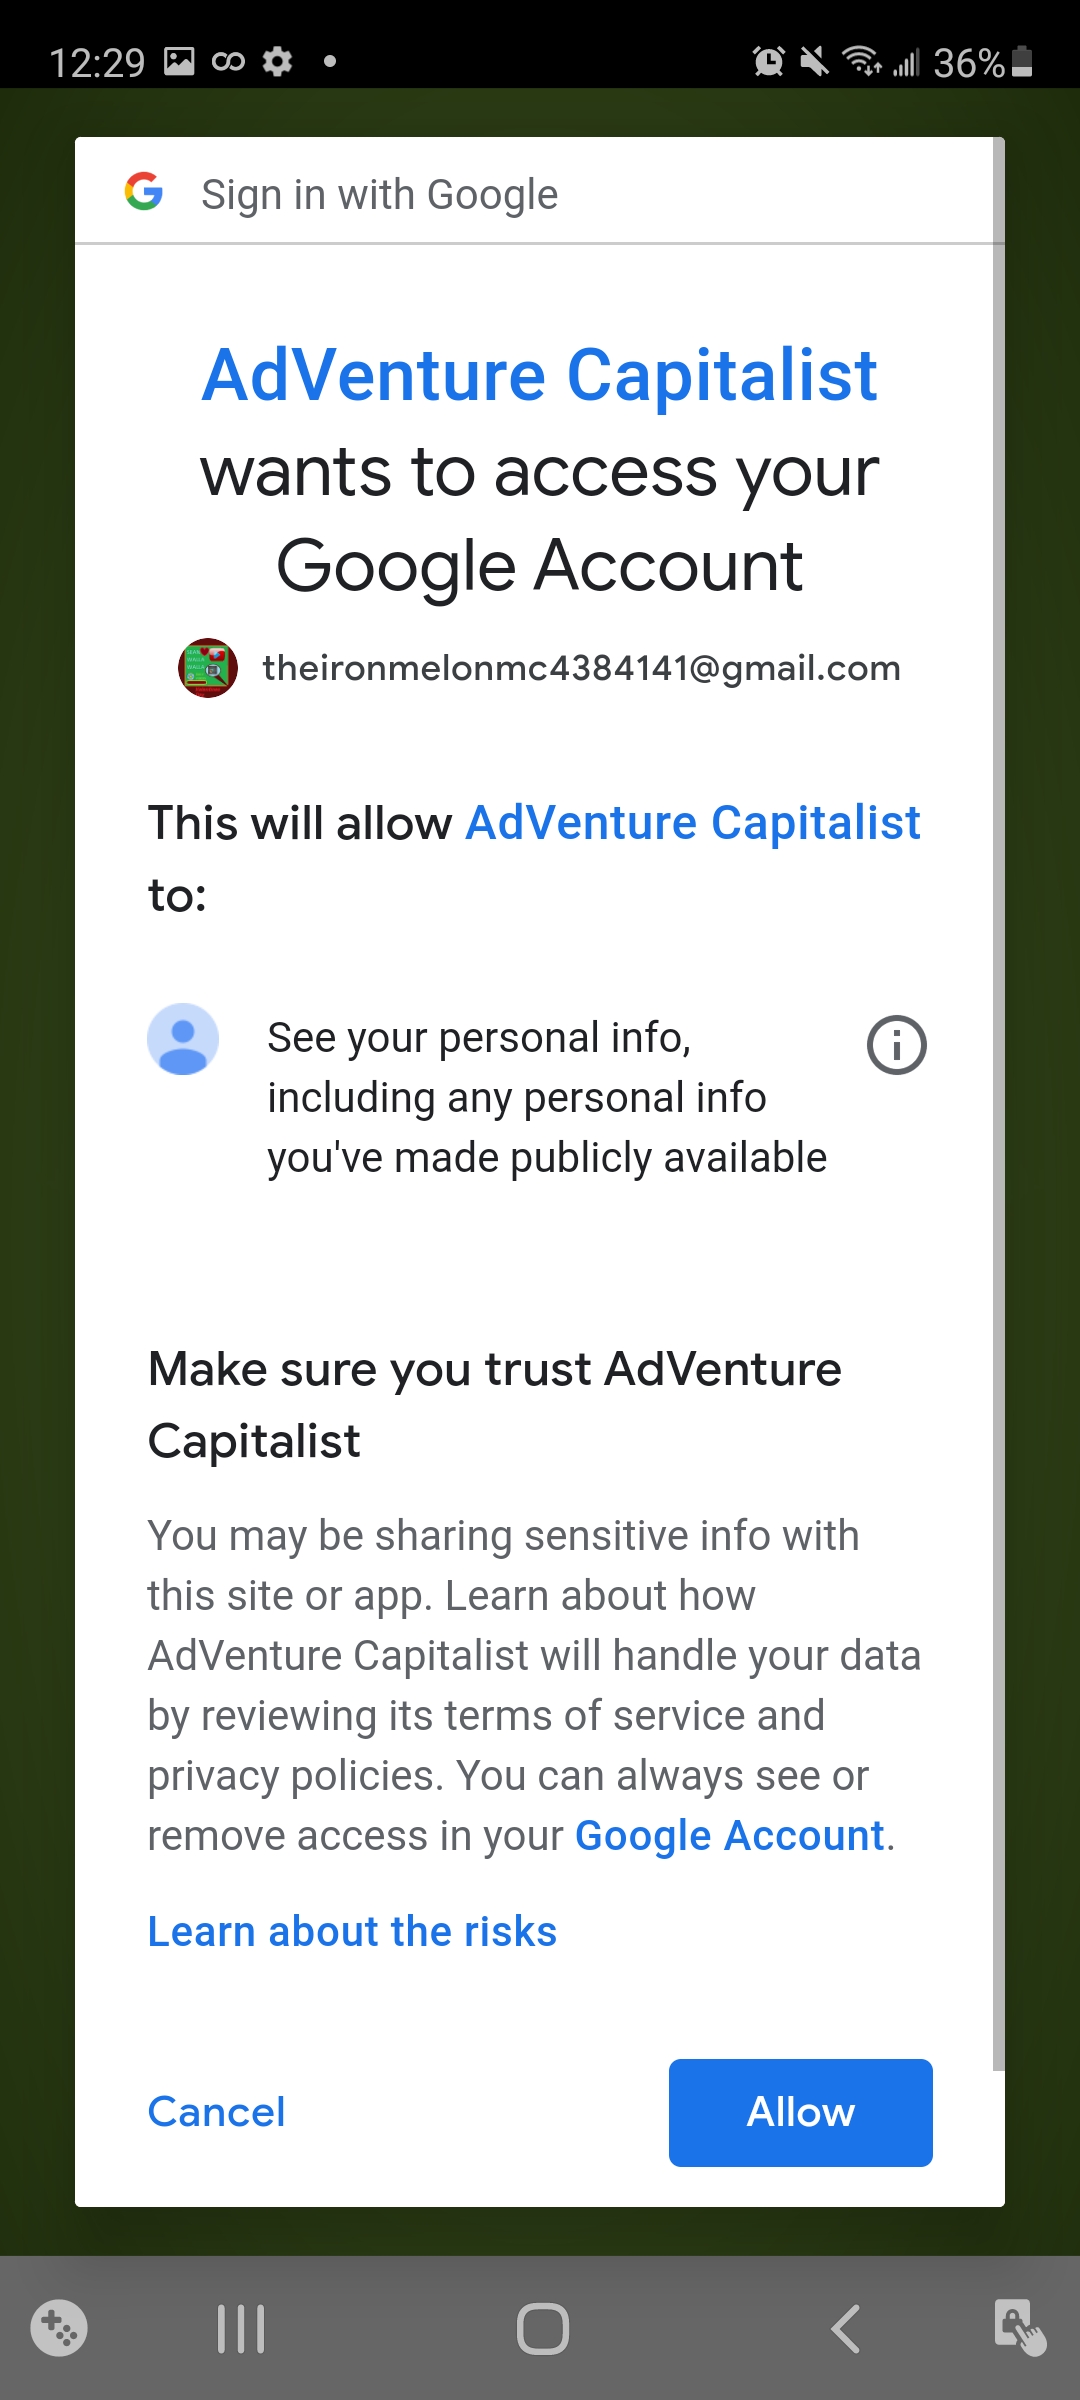 12:29
36%
Sign in with Google
AdVenture Capitalist
wants to access your
Google Account
theironmelonmc4384141@gmail.com
This will allow AdVenture Capitalist
to:
See your personal info,
including any personal info
you've made publicly available
Make sure you trust AdVenture
Capitalist
You may be sharing sensitive info with
this site or app. Learn about how
AdVenture Capitalist will handle your data
by reviewing its terms of service and
privacy policies. You can always see or
remove access in your Google Account.
Learn about the risks
Cancel
Allow